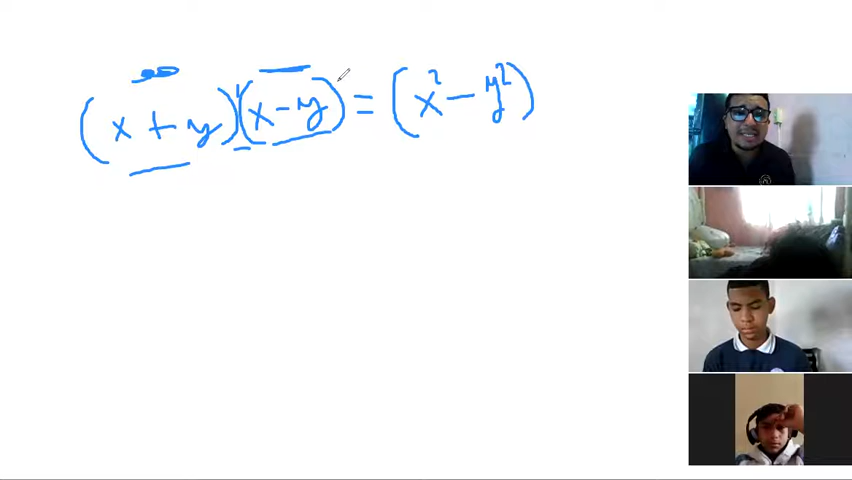 (x + y)(x - y) = (x² - y²)